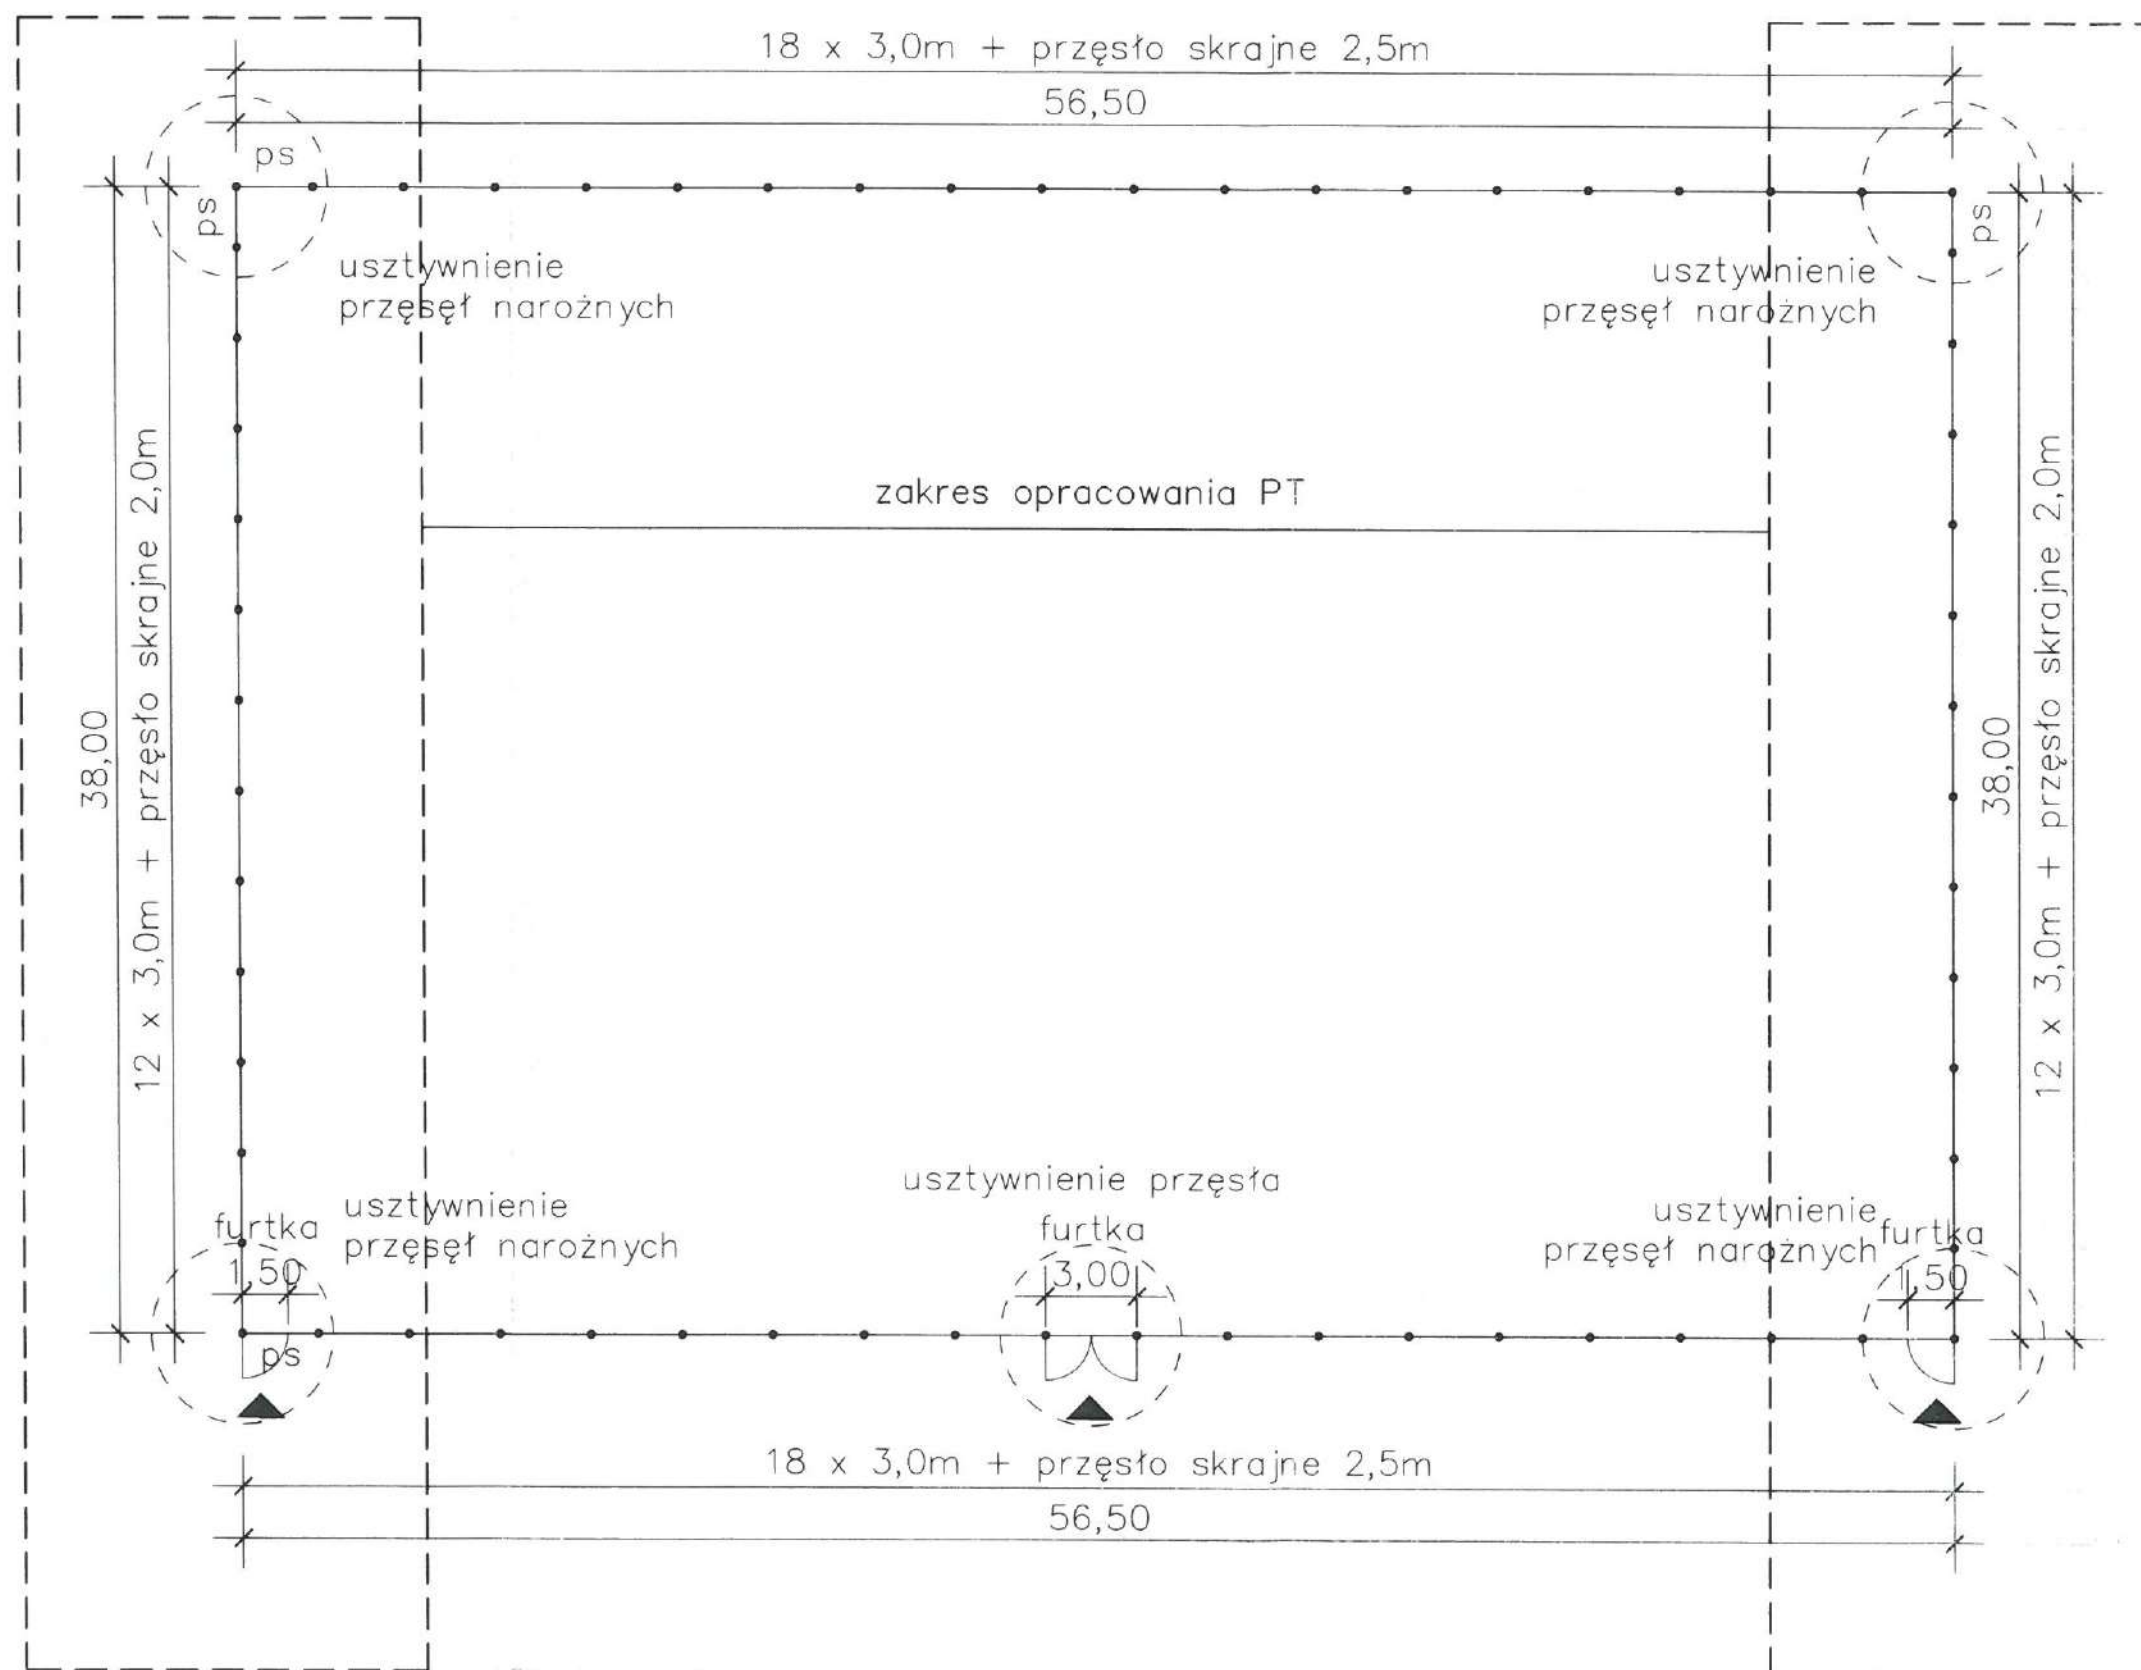 18 x 3,0m + przęsło skrajne 2,5m
56,50
ps
ps
ps
usztywnienie
przęseł narożnych
usztywnienie
przęseł narożnych
zakres opracowania PT
38,00
12 x 3,0m + przęsło skrajne 2,0m
38,00
12 x 3,0m + przęsło skrajne 2,0m
usztywnienie
przęseł narożnych
furtka
1,50
ps
usztywnienie przęsła
furtka
3,00
usztywnienie
przęseł narożnych
furtka
1,50
18 x 3,0m + przęsło skrajne 2,5m
56,50